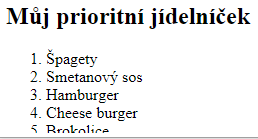 Můj prioritní jídelníček
1. Špagety
2. Smetanový sos
3. Hamburger
4. Cheese burger
5. Brokolice